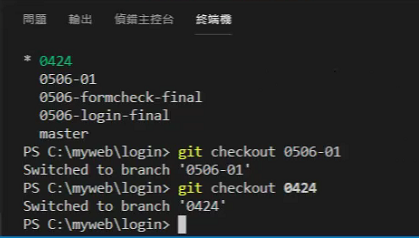 問題 輸出 偵錯主控台 終端機
* 0424
0506-01
0506-formcheck-final
0506-login-final
master
PS C:\myweb\login> git checkout 0506-01
Switched to branch '0506-01'
PS C:\myweb\login> git checkout 0424
Switched to branch '0424'
PS C:\myweb\login>